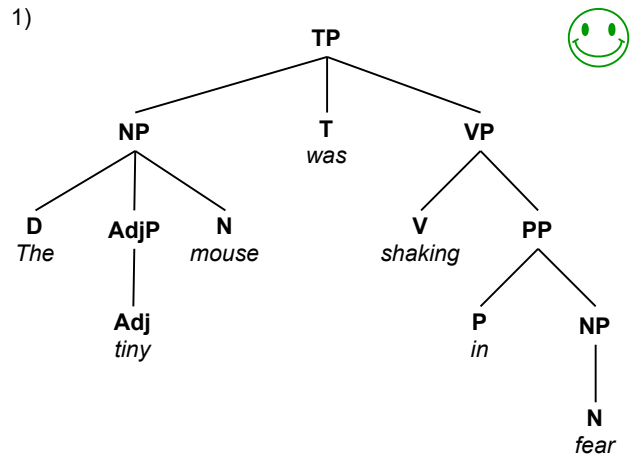 1)
TP
NP T VP
was
D AdjP N V PP
The mouse shaking
Adj P NP
tiny in
N
fear